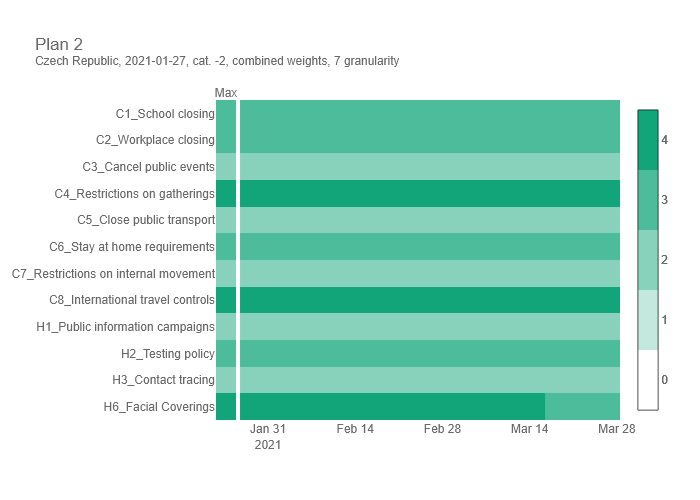 Plan 2
Czech Republic, 2021-01-27, cat. -2, combined weights, 7 granularity
Max
C1_School closing
C2_Workplace closing
C3_Cancel public events
C4_Restrictions on gatherings
C5_Close public transport
C6_Stay at home requirements
C7_Restrictions on internal movement
C8_International travel controls
H1_Public information campaigns
H2_Testing policy
H3_Contact tracing
H6_Facial Coverings
Jan 31 Feb 14 Feb 28 Mar 14 Mar 28
2021
4
3
2
1
0